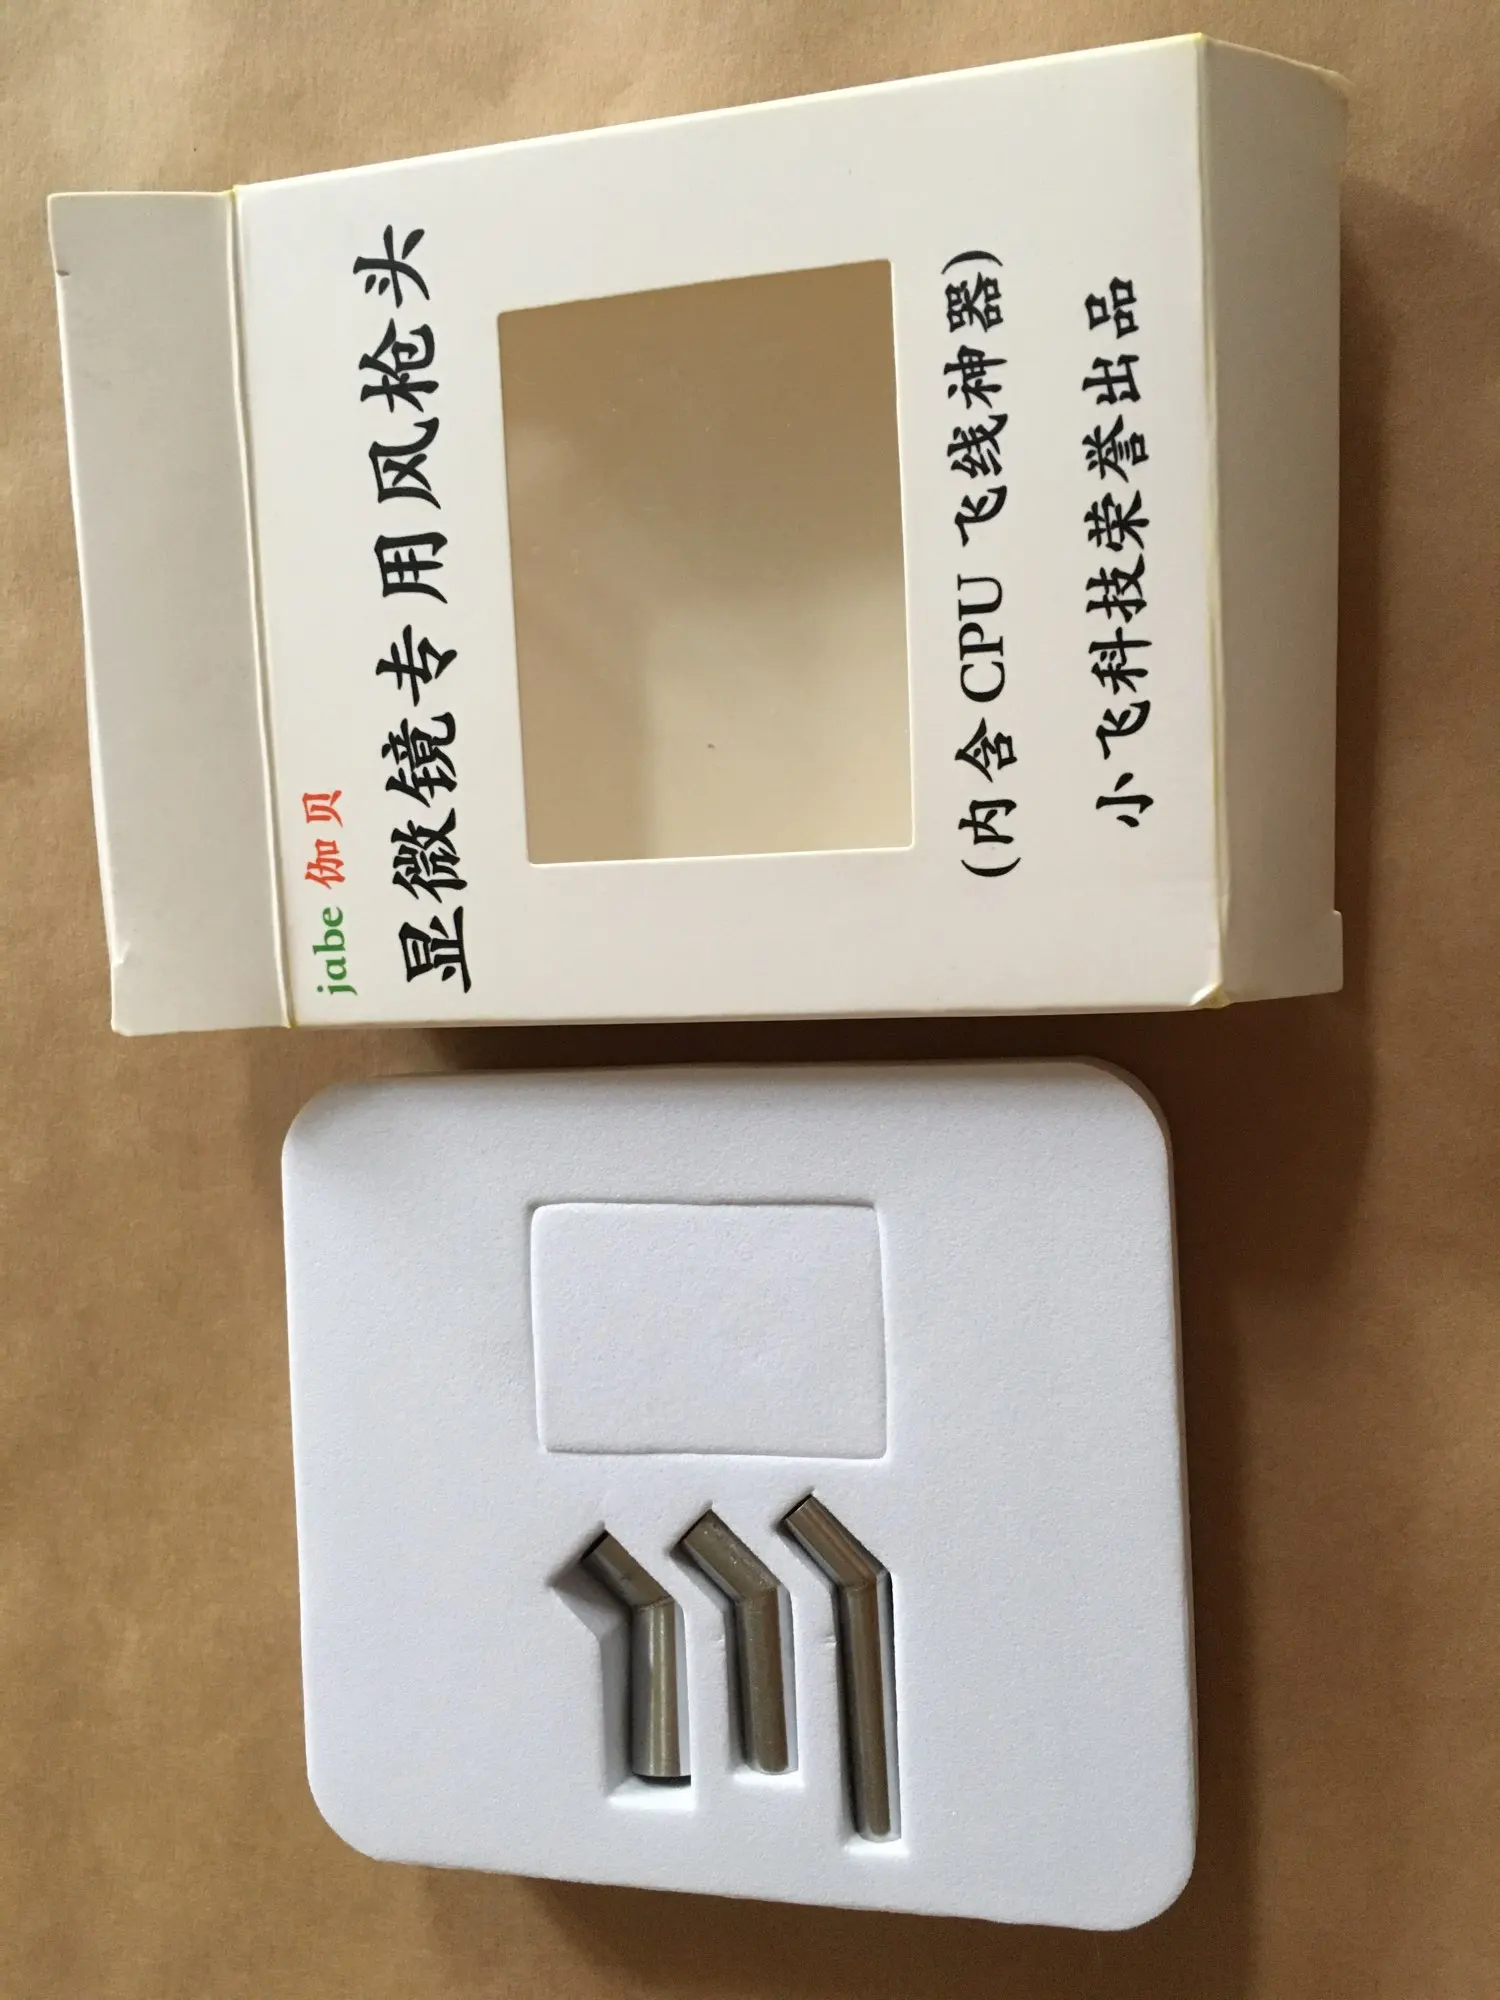 jabe 伽贝
显微镜专用风枪头
(内含CPU飞线神器)
小飞科技荣誉出品